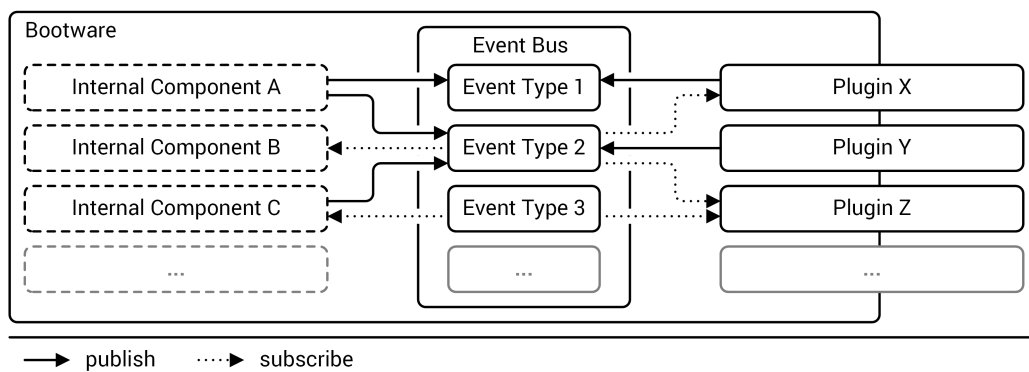 Bootware
Event Bus
Internal Component A
Event Type 1
Plugin X
Internal Component B
Event Type 2
Plugin Y
Internal Component C
Event Type 3
Plugin Z
...
...
...
publish
subscribe